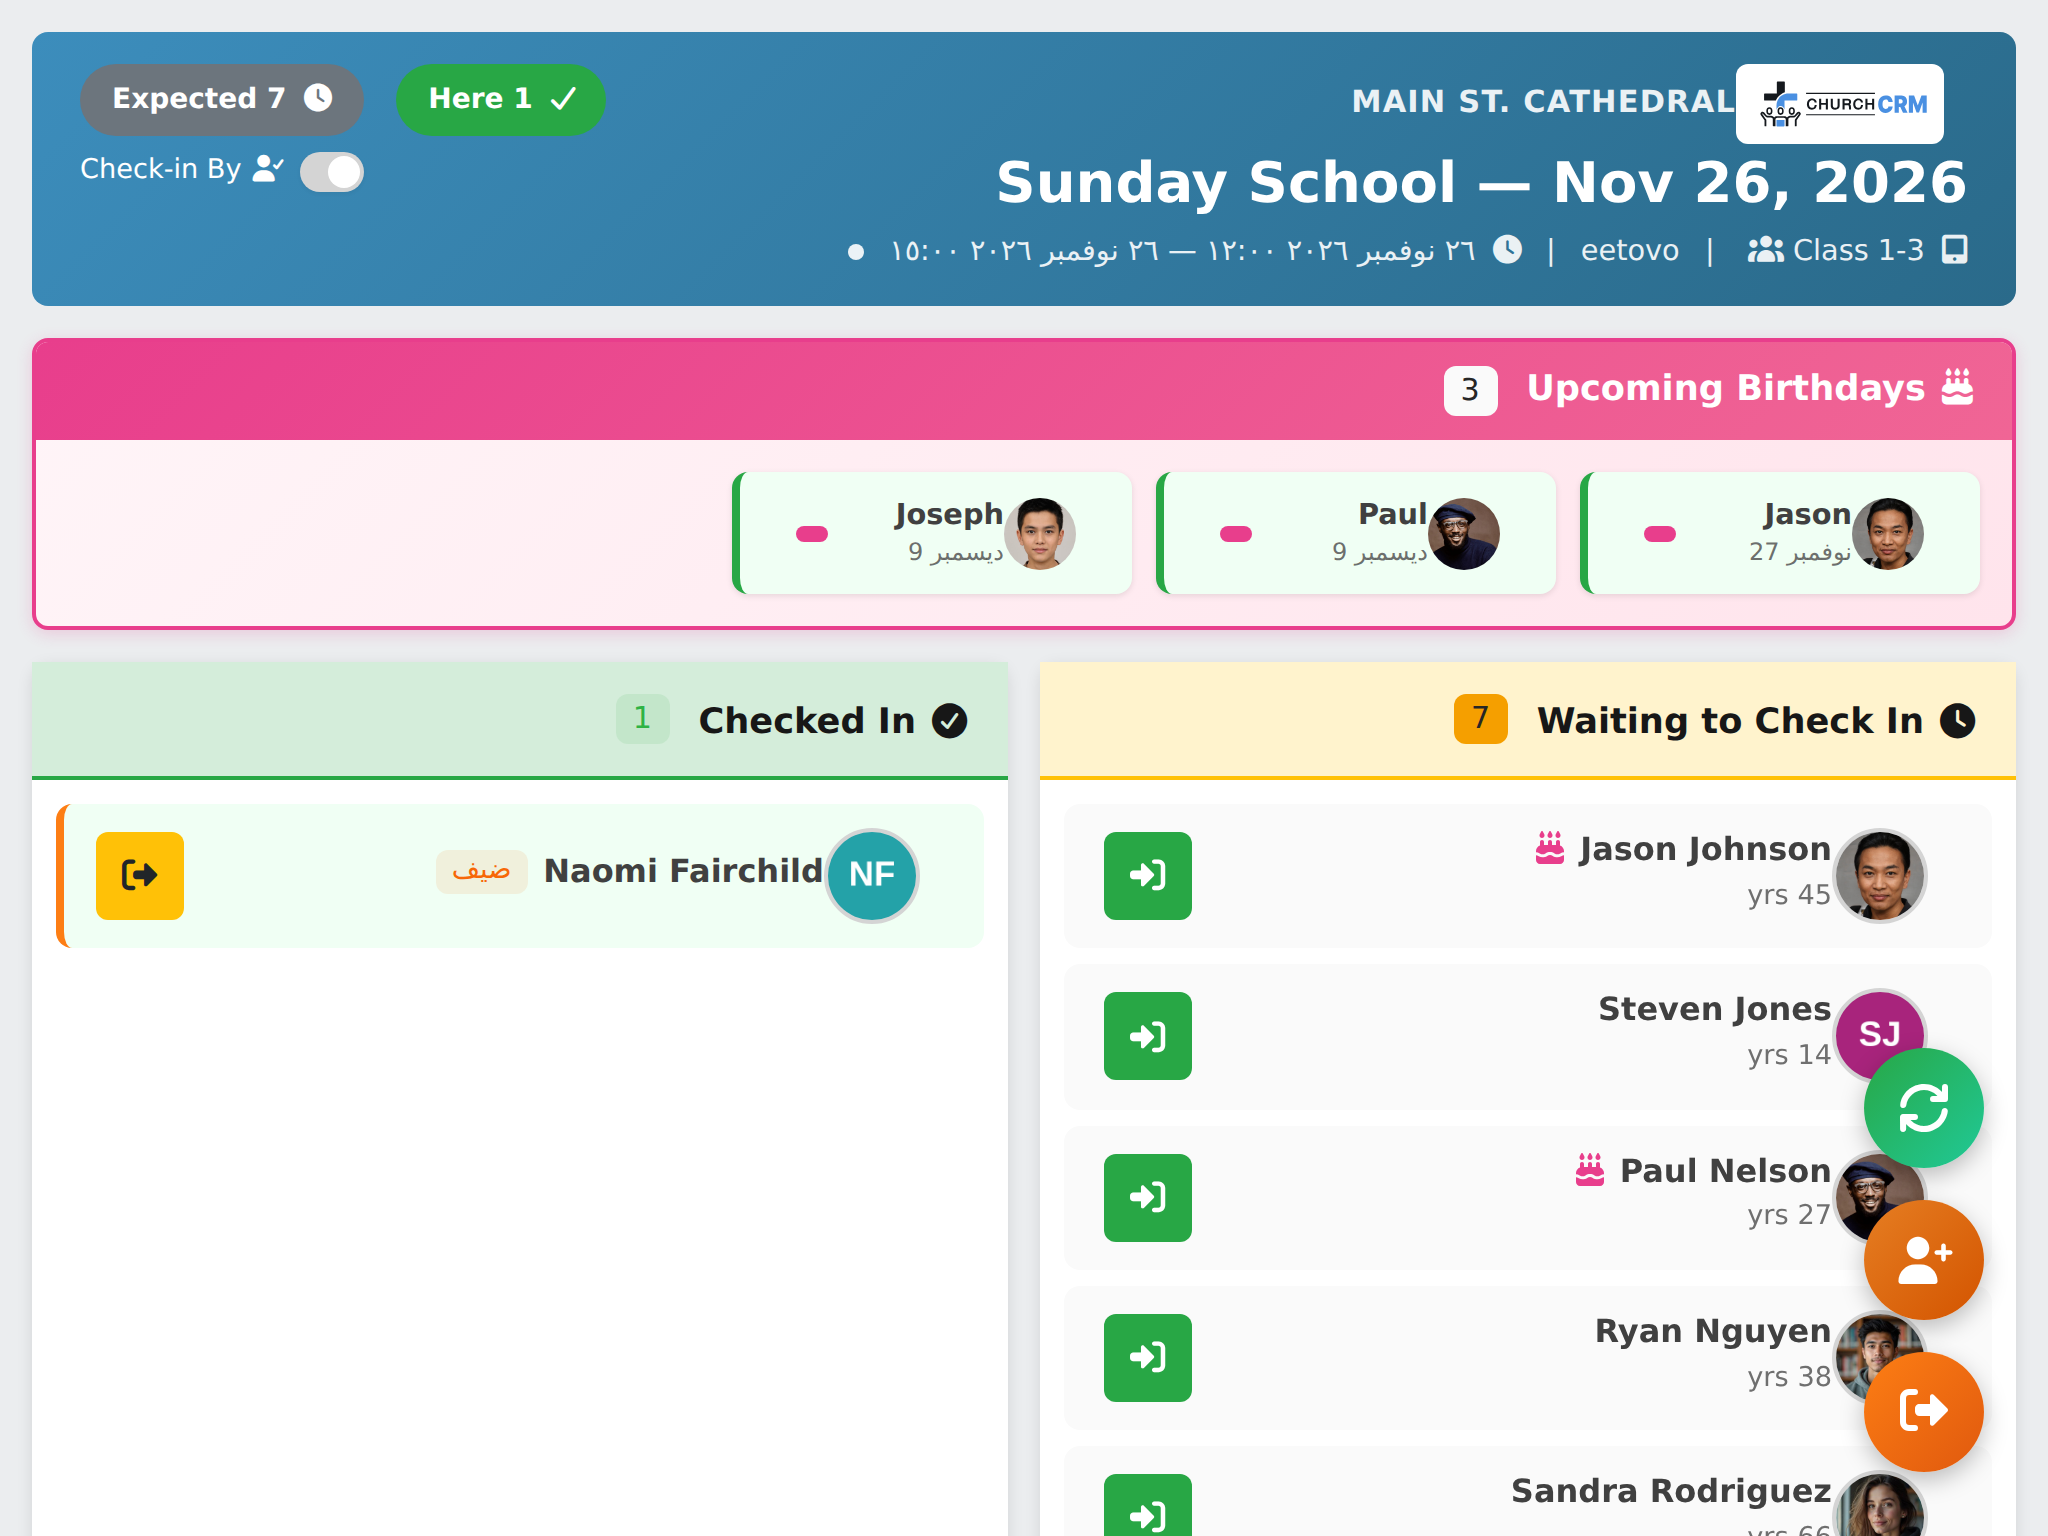 CHURCHCRM
MAIN ST. CATHEDRAL
Here 1
Expected 7
Sunday School — Nov 26, 2026
Check-in By
Class 1-3 | eetovo | ٢٦ نوفمبر ٢٠٢٦ ١٢:٠٠ — ٢٦ نوفمبر ٢٠٢٦ ١٥:٠٠
Upcoming Birthdays 3
Jason
نوفمبر 27
Paul
ديسمبر 9
Joseph
ديسمبر 9
Waiting to Check In 7
Jason Johnson
yrs 45
SJ
Steven Jones
yrs 14
Paul Nelson
yrs 27
Ryan Nguyen
yrs 38
Sandra Rodriguez
yrs 66
Checked In 1
NF
Naomi Fairchild ضيف